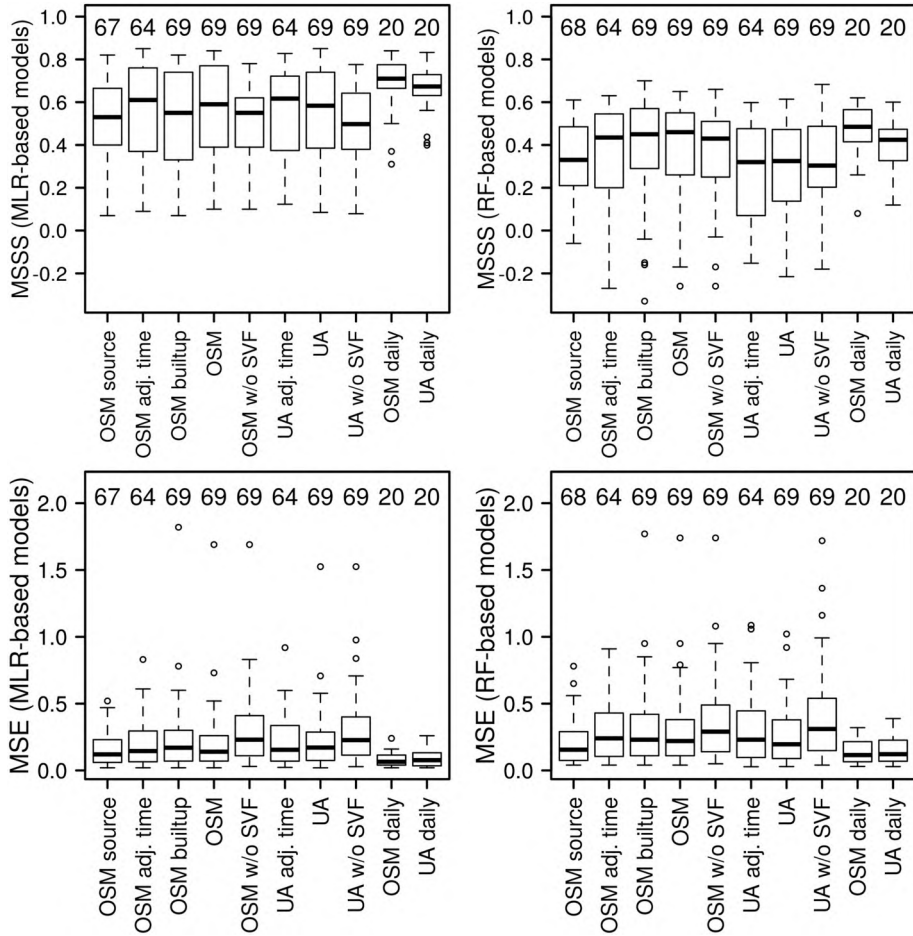 MSSS (MLR-based models)
1.0
0.8
0.6
0.4
0.2
0.0
-0.2
67 64 69 69 69 64 69 69 20 20
OSM source
OSM adj. time
OSM builtup
OSM
OSM w/o SVF
UA adj. time
UA
UA w/o SVF
OSM daily
UA daily
MSSS (RF-based models)
1.0
0.8
0.6
0.4
0.2
0.0
-0.2
68 64 69 69 69 64 69 69 20 20
OSM source
OSM adj. time
OSM builtup
OSM
OSM w/o SVF
UA adj. time
UA
UA w/o SVF
OSM daily
UA daily
MSE (MLR-based models)
2.0
1.5
1.0
0.5
0.0
67 64 69 69 69 64 69 69 20 20
OSM source
OSM adj. time
OSM builtup
OSM
OSM w/o SVF
UA adj. time
UA
UA w/o SVF
OSM daily
UA daily
MSE (RF-based models)
2.0
1.5
1.0
0.5
0.0
68 64 69 69 69 64 69 69 20 20
OSM source
OSM adj. time
OSM builtup
OSM
OSM w/o SVF
UA adj. time
UA
UA w/o SVF
OSM daily
UA daily